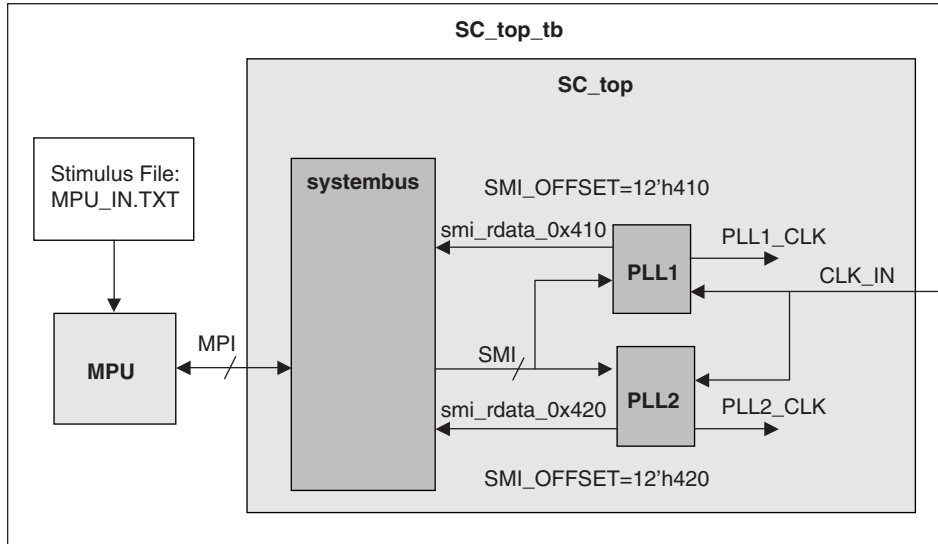 SC_top_tb
SC_top
Stimulus File:
MPU_IN.TXT
systembus
SMI_OFFSET=12'h410
smi_rdata_0x410
PLL1_CLK
PLL1
CLK_IN
MPI
SMI
MPU
PLL2
smi_rdata_0x420
PLL2_CLK
SMI_OFFSET=12'h420